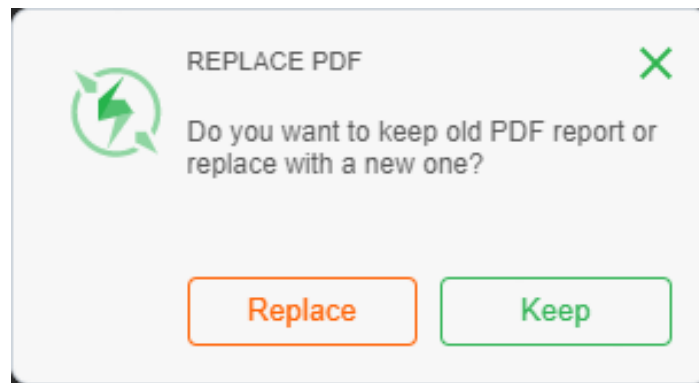 REPLACE PDF
Do you want to keep old PDF report or
replace with a new one?
Replace
Keep